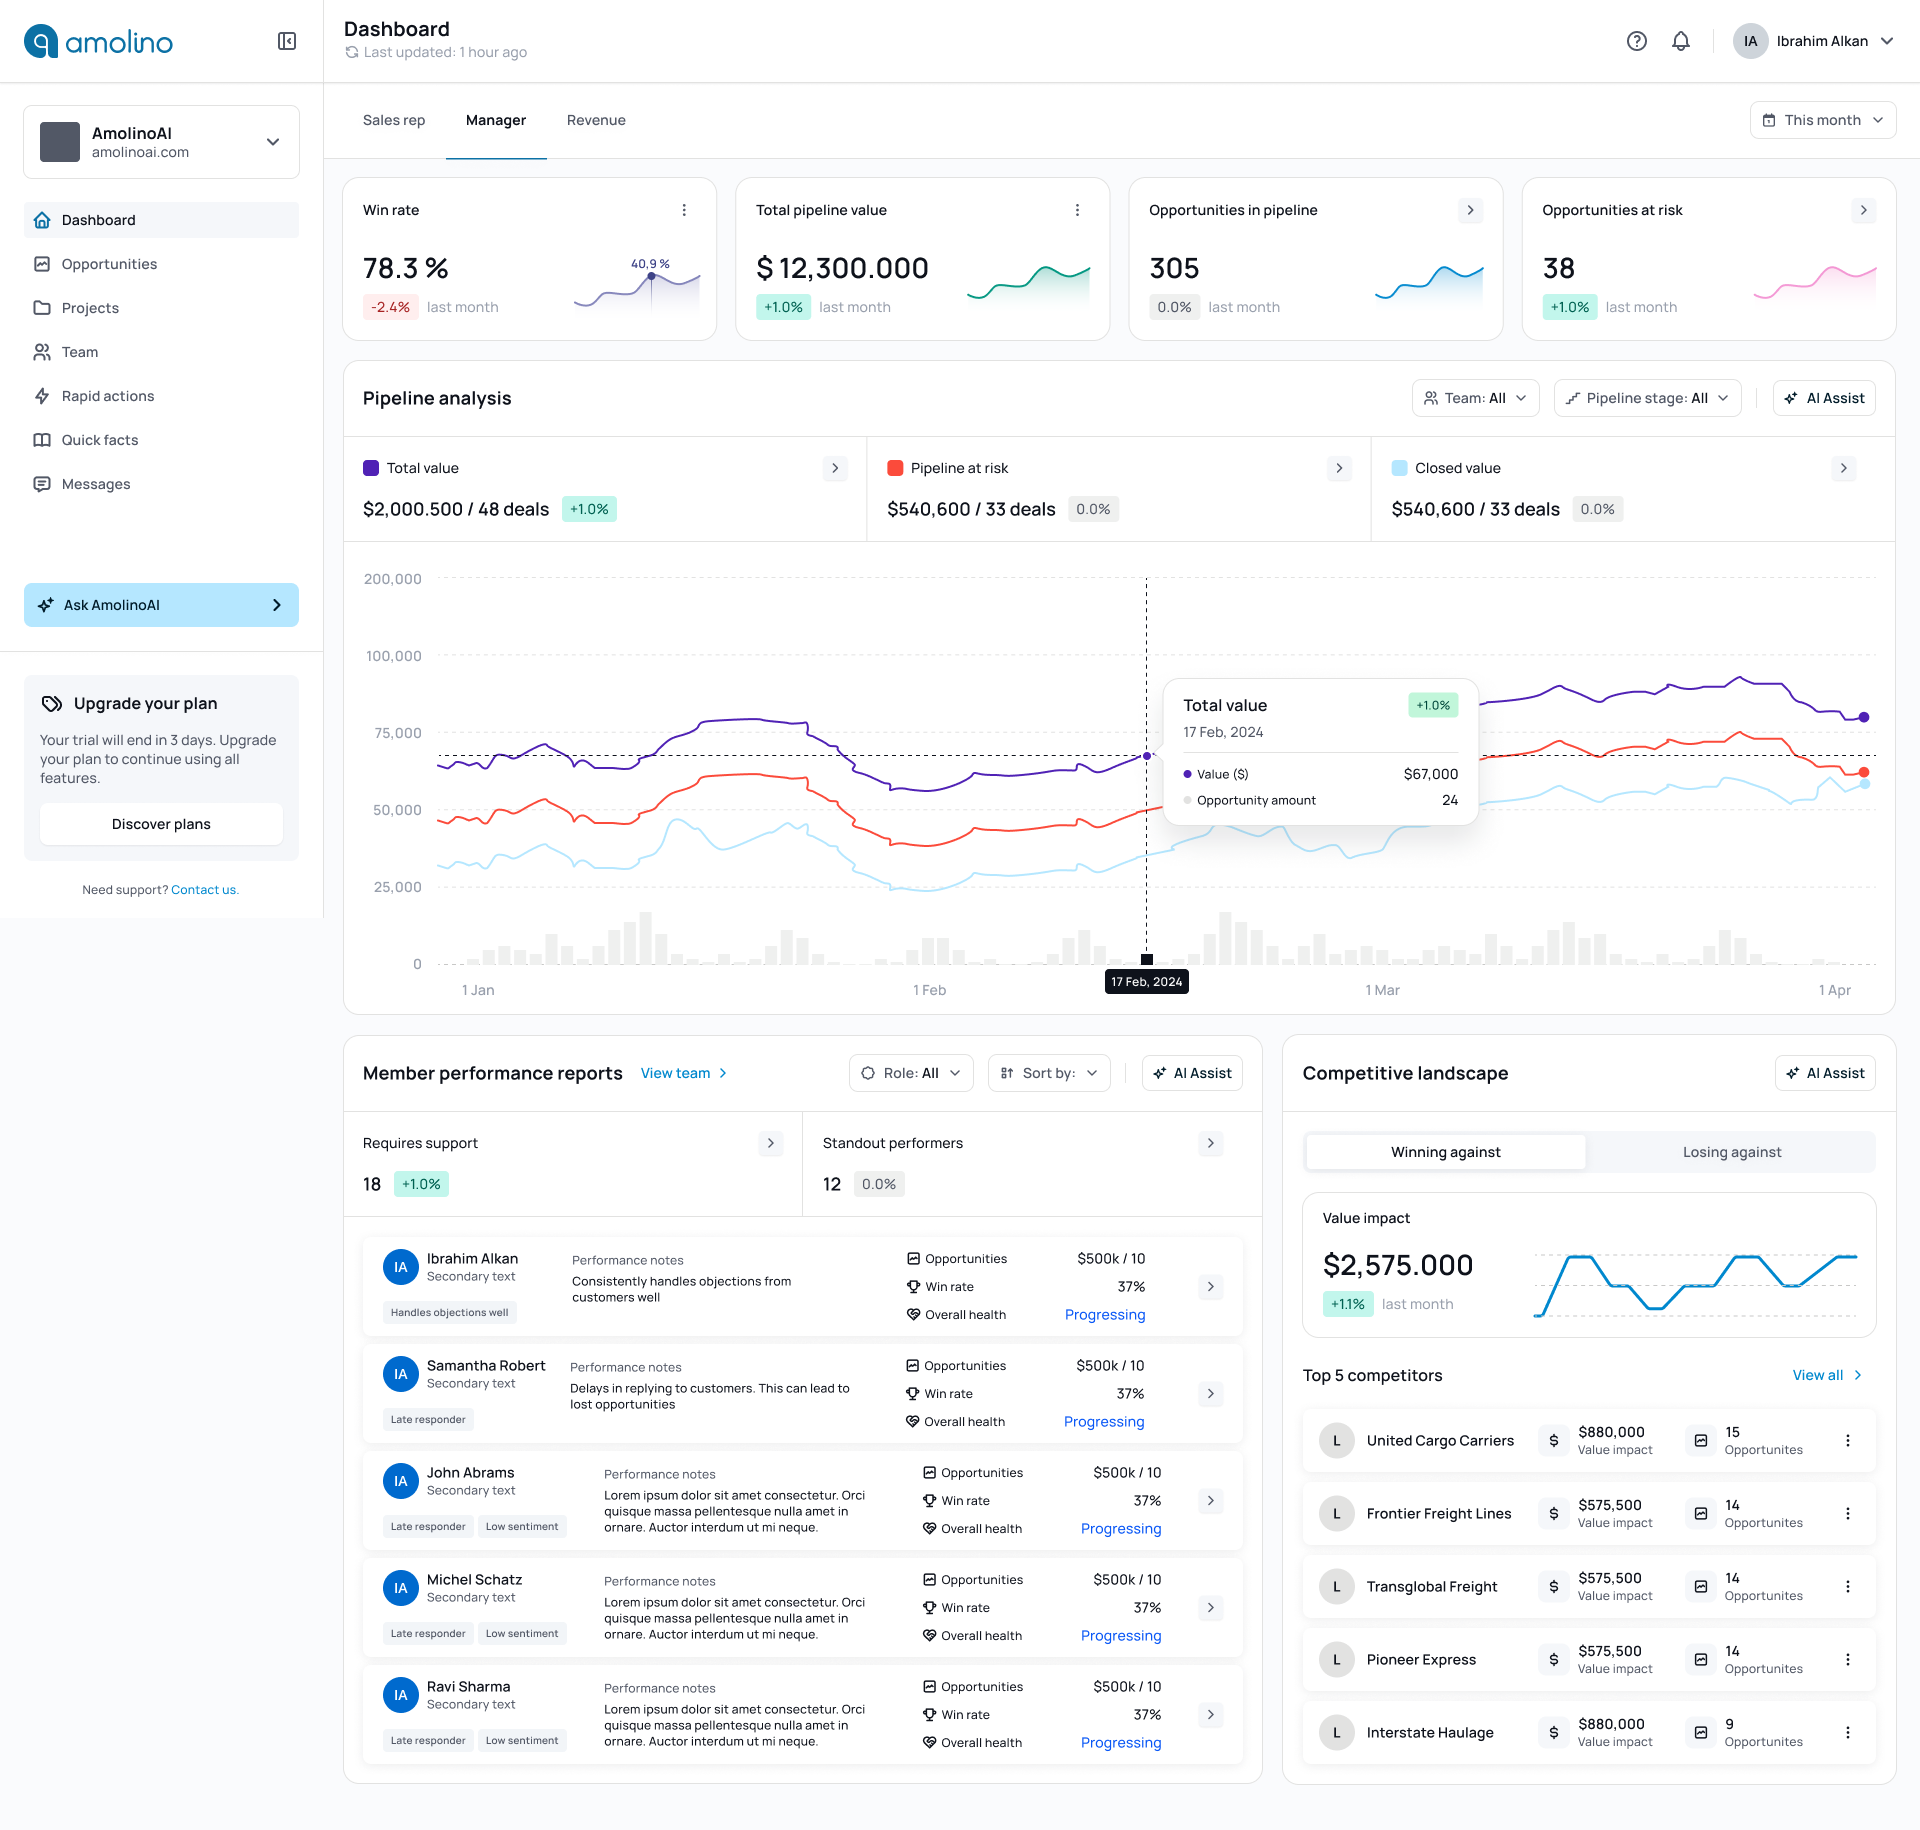 amolino
Dashboard
Last updated: 1 hour ago
IA
Ibrahim Alkan
AmolinoAI
amolinoai.com
Dashboard
Opportunities
Projects
Team
Rapid actions
Quick facts
Messages
Ask AmolinoAI
Upgrade your plan
Your trial will end in 3 days. Upgrade
your plan to continue using all
features.
Discover plans
Need support? Contact us.
Sales rep
Manager
Revenue
This month
Win rate
78.3 %
-2.4% last month
40,9 %
Total pipeline value
$ 12,300.000
+1.0% last month
Opportunities in pipeline
305
0.0% last month
Opportunities at risk
38
+1.0% last month
Pipeline analysis
Team: All
Pipeline stage: All
AI Assist
Total value
$2,000.500 / 48 deals +1.0%
Pipeline at risk
$540,600 / 33 deals 0.0%
Closed value
$540,600 / 33 deals 0.0%
200,000
100,000
75,000
50,000
25,000
0
1 Jan
1 Feb
17 Feb, 2024
1 Mar
1 Apr
Total value +1.0%
17 Feb, 2024
Value ($) $67,000
Opportunity amount 24
Member performance reports
View team
Role: All
Sort by:
AI Assist
Requires support
18 +1.0%
Standout performers
12 0.0%
IA
Ibrahim Alkan
Secondary text
Handles objections well
Performance notes
Consistently handles objections from
customers well
Opportunities $500k / 10
Win rate 37%
Overall health Progressing
IA
Samantha Robert
Secondary text
Late responder
Performance notes
Delays in replying to customers. This can lead to
lost opportunities
Opportunities $500k / 10
Win rate 37%
Overall health Progressing
IA
John Abrams
Secondary text
Late responder Low sentiment
Performance notes
Lorem ipsum dolor sit amet consectetur. Orci
quisque massa pellentesque nulla amet in
ornare. Auctor interdum ut mi neque.
Opportunities $500k / 10
Win rate 37%
Overall health Progressing
IA
Michel Schatz
Secondary text
Late responder Low sentiment
Performance notes
Lorem ipsum dolor sit amet consectetur. Orci
quisque massa pellentesque nulla amet in
ornare. Auctor interdum ut mi neque.
Opportunities $500k / 10
Win rate 37%
Overall health Progressing
IA
Ravi Sharma
Secondary text
Late responder Low sentiment
Performance notes
Lorem ipsum dolor sit amet consectetur. Orci
quisque massa pellentesque nulla amet in
ornare. Auctor interdum ut mi neque.
Opportunities $500k / 10
Win rate 37%
Overall health Progressing
Competitive landscape
AI Assist
Winning against
Losing against
Value impact
$2,575.000
+1.1% last month
Top 5 competitors
View all
L
United Cargo Carriers
$
$880,000
Value impact
15
Opportunites
L
Frontier Freight Lines
$
$575,500
Value impact
14
Opportunites
L
Transglobal Freight
$
$575,500
Value impact
14
Opportunites
L
Pioneer Express
$
$575,500
Value impact
14
Opportunites
L
Interstate Haulage
$
$880,000
Value impact
9
Opportunites